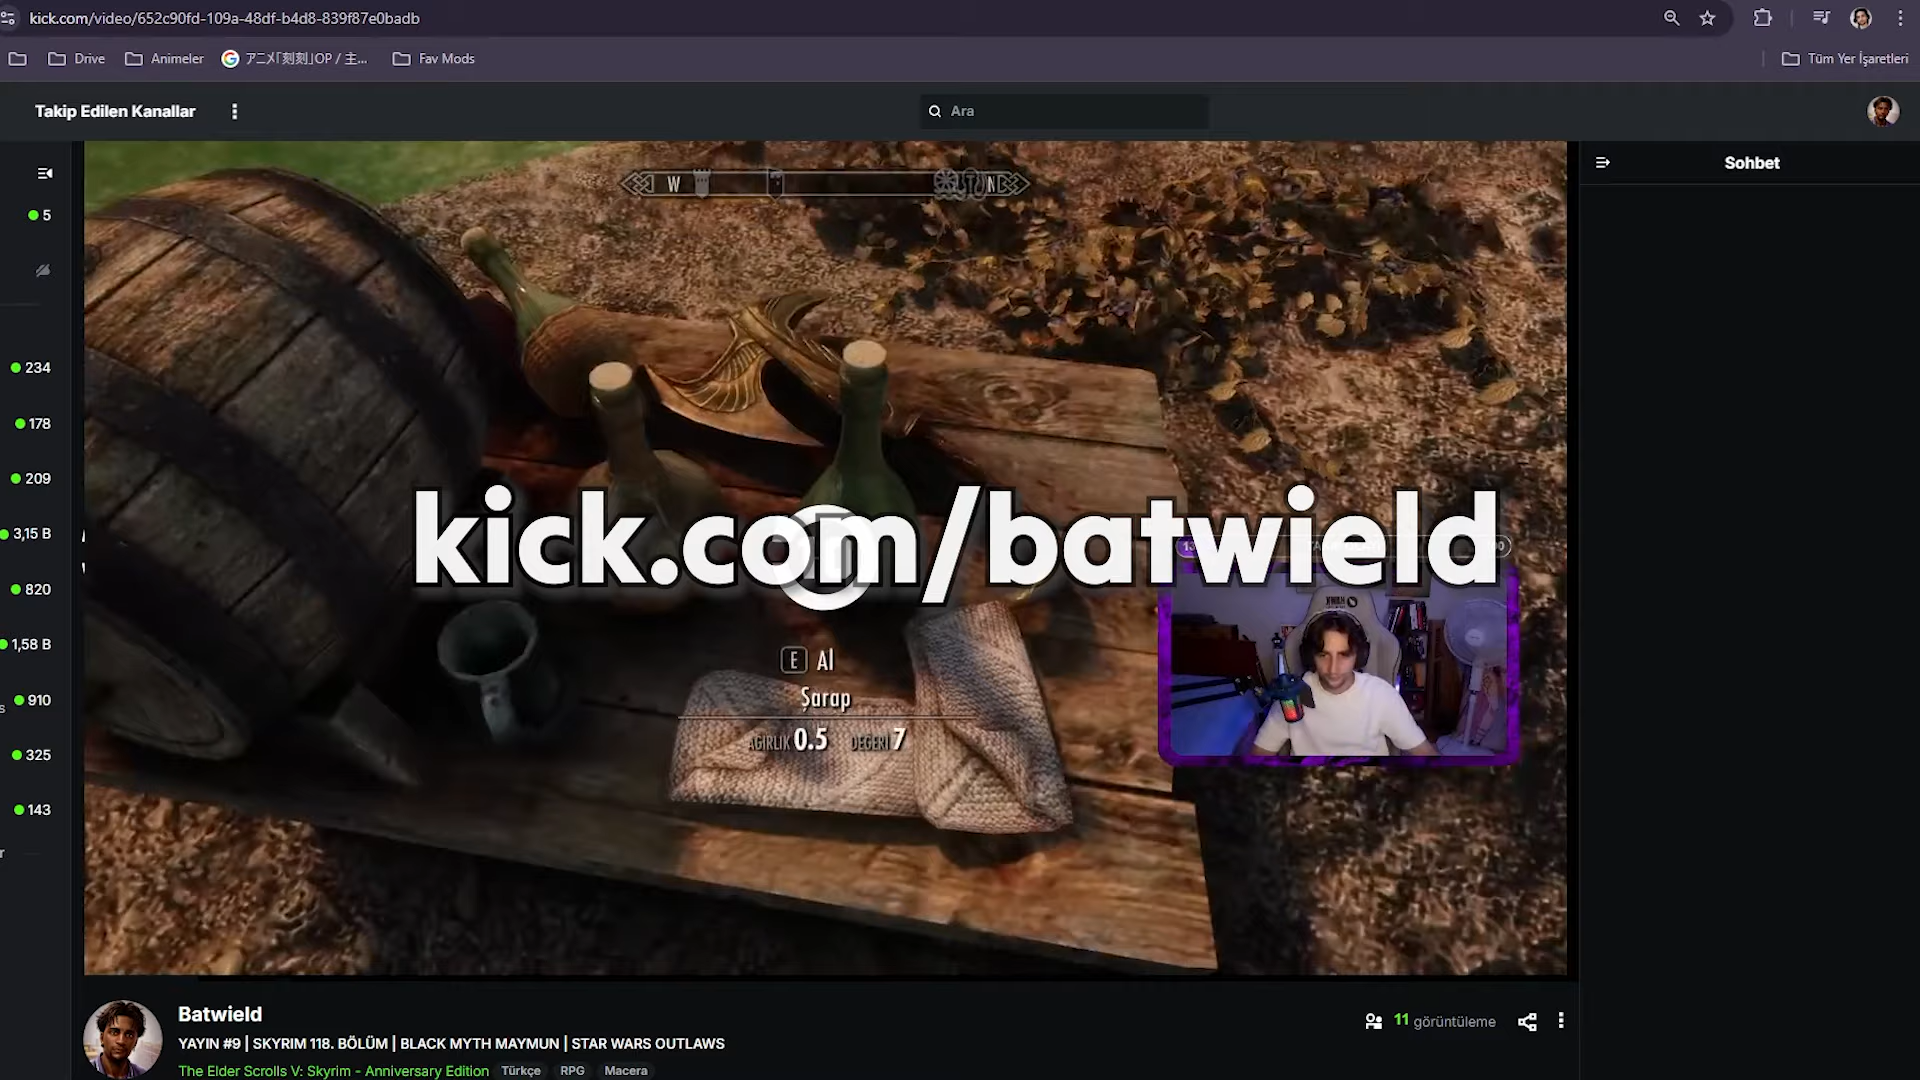 kick.com/video/652c90fd-109a-48df-b4d8-839f87e0badb
Drive
Animeler
アニメ「刻刻」OP / 主...
Fav Mods
Tüm Yer İşaretleri
Takip Edilen Kanallar
Ara
Sohbet
5
234
178
209
3,15 B
820
1,58 B
910
325
143
W
N
kick.com/batwield
E Al
Şarap
AĞIRLIK 0.5 DEĞERİ 7
Batwield
YAYIN #9 | SKYRIM 118. BÖLÜM | BLACK MYTH MAYMUN | STAR WARS OUTLAWS
The Elder Scrolls V: Skyrim - Anniversary Edition Türkçe RPG Macera
11 görüntüleme